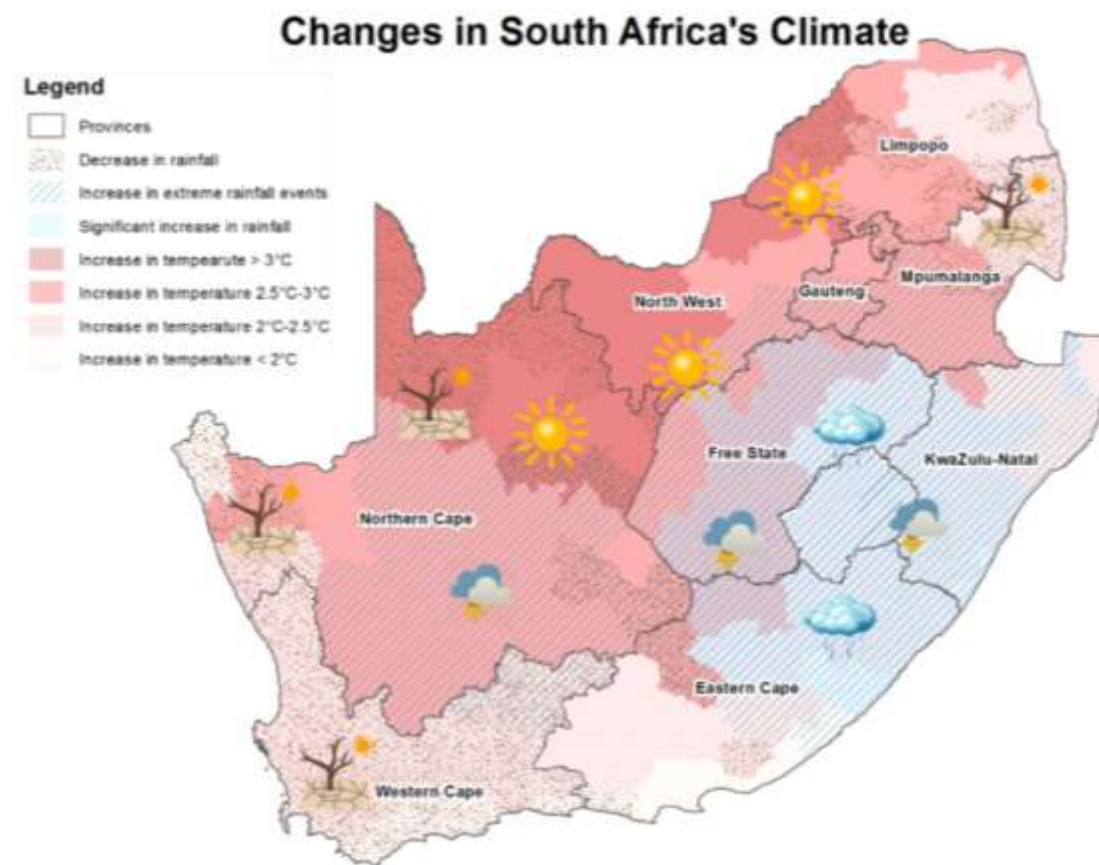 Changes in South Africa's Climate
Legend
Provinces
Decrease in rainfall
Increase in extreme rainfall events
Significant increase in rainfall
Increase in tempearute > 3°C
Increase in temperature 2.5°C-3°C
Increase in temperature 2°C-2.5°C
Increase in temperature < 2°C
Limpopo
Mpumalanga
Gauteng
North West
Free State
KwaZulu-Natal
Northern Cape
Eastern Cape
Western Cape